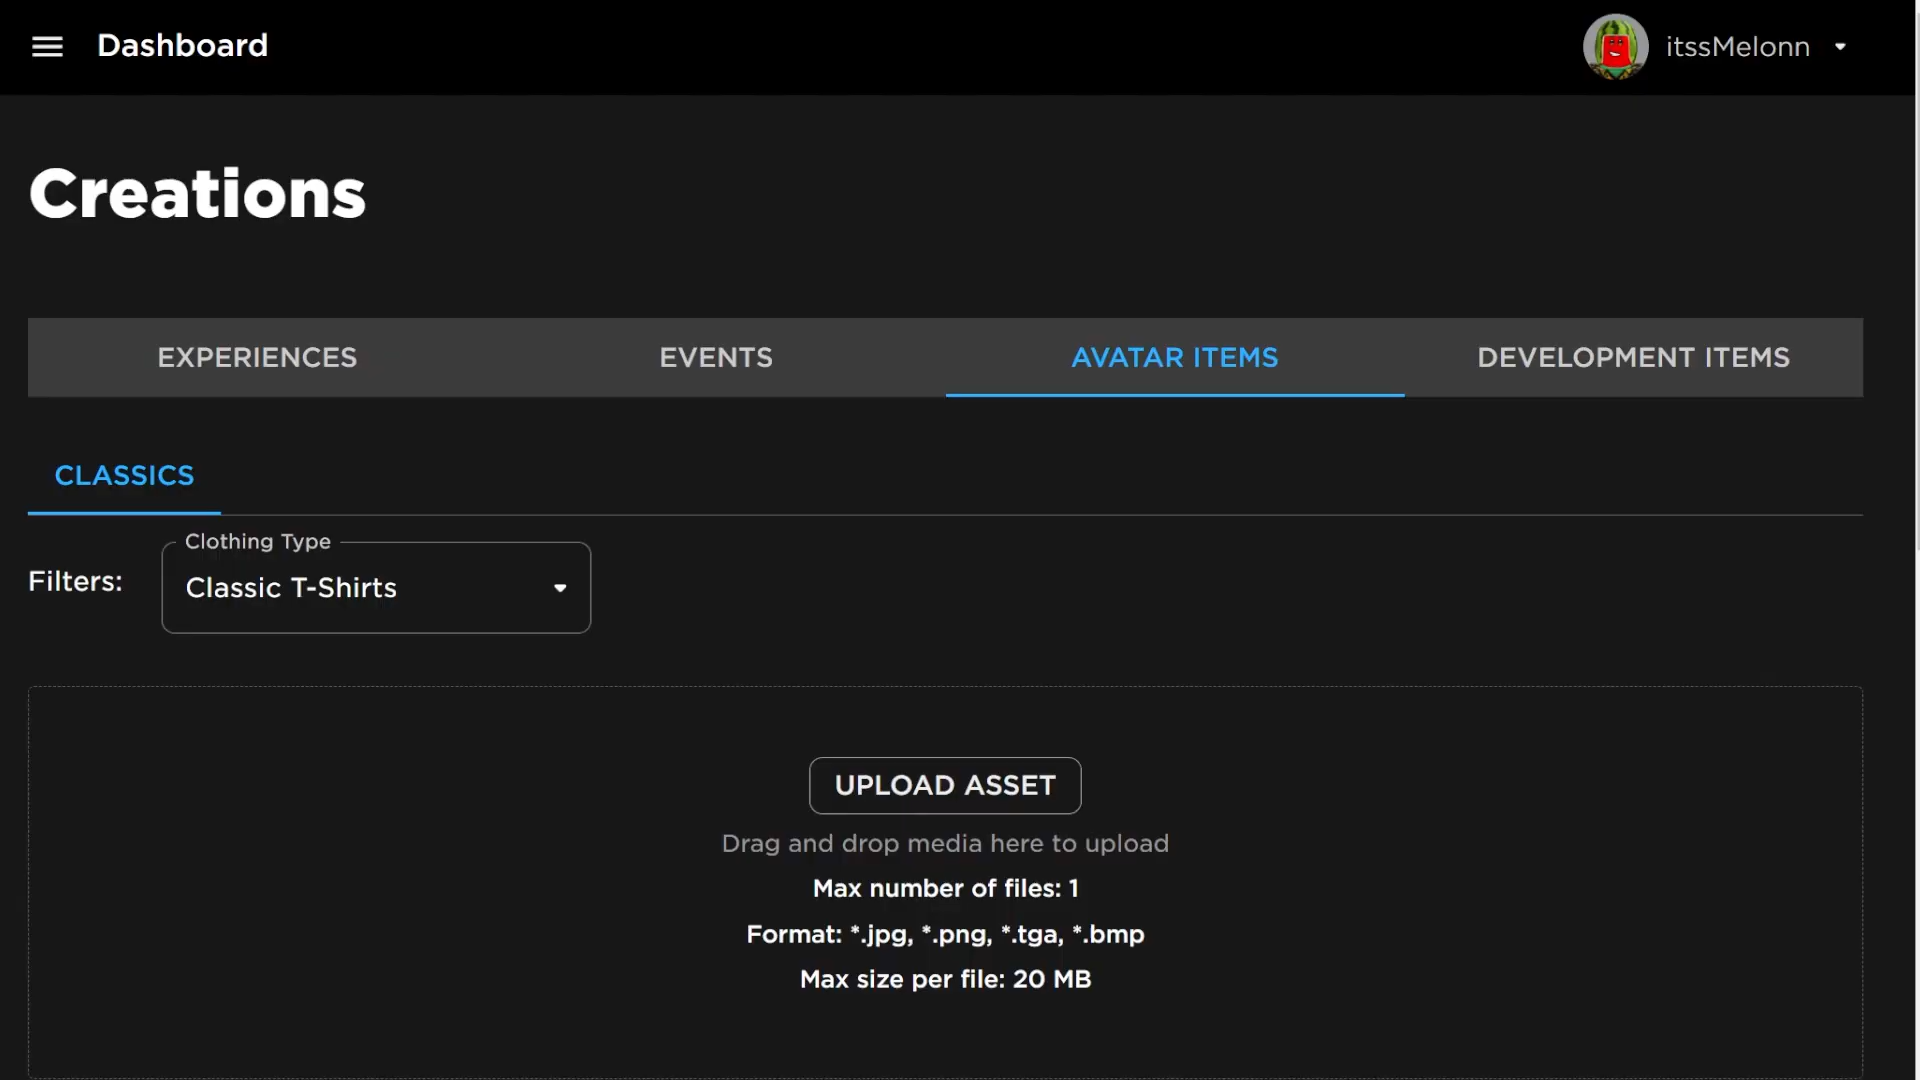 Dashboard
itssMelonn
Creations
EXPERIENCES
EVENTS
AVATAR ITEMS
DEVELOPMENT ITEMS
CLASSICS
Clothing Type
Filters:
Classic T-Shirts
UPLOAD ASSET
Drag and drop media here to upload
Max number of files: 1
Format: *.jpg, *.png, *.tga, *.bmp
Max size per file: 20 MB